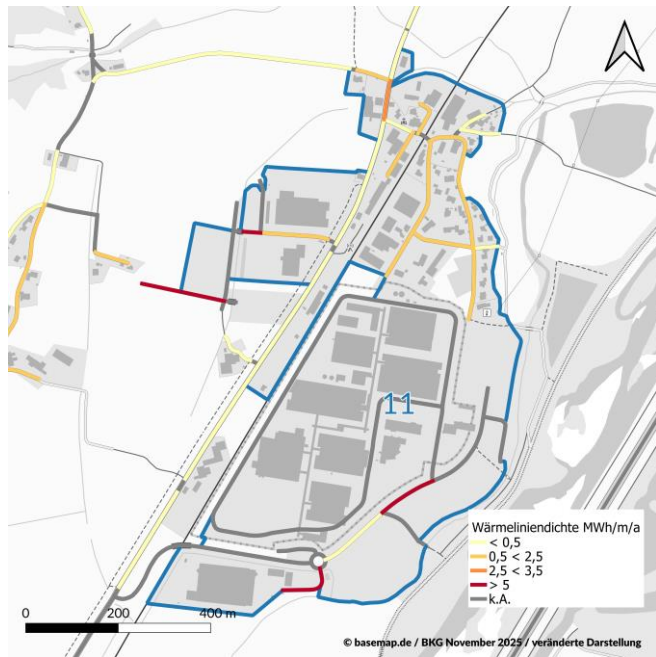 11
Wärmeliniendichte MWh/m/a
< 0,5
0,5 < 2,5
2,5 < 3,5
> 5
k.A.
0 200 400 m
© basemap.de / BKG November 2025 / veränderte Darstellung